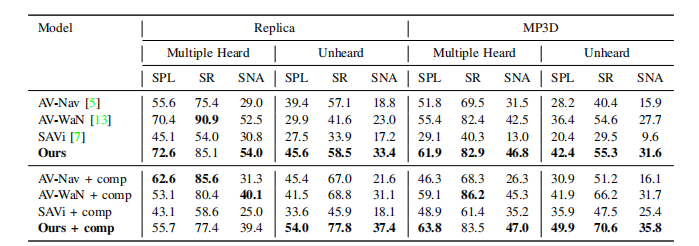 Model Replica MP3D
Multiple Heard Unheard Multiple Heard Unheard
SPL SR SNA SPL SR SNA SPL SR SNA SPL SR SNA
AV-Nav [5] 55.6 75.4 29.0 39.4 57.1 18.8 51.8 69.5 31.5 28.2 40.4 15.9
AV-WaN [13] 70.4 90.9 52.5 29.9 41.6 23.0 55.4 82.4 42.5 36.4 54.6 27.7
SAVi [7] 45.1 54.0 30.8 27.5 33.9 17.2 29.1 40.3 13.0 20.4 29.5 9.6
Ours 72.6 85.1 54.0 45.6 58.5 33.4 61.9 82.9 46.8 42.4 55.3 31.6
AV-Nav + comp 62.6 85.6 31.3 45.4 67.0 21.6 46.3 68.3 26.3 30.9 51.2 16.1
AV-WaN + comp 53.1 80.4 40.1 41.5 68.8 31.1 59.1 86.2 45.3 41.9 66.2 31.7
SAVi + comp 43.1 58.6 25.0 33.6 45.9 18.1 48.9 61.4 35.2 35.9 47.5 25.4
Ours + comp 55.7 77.4 39.4 54.0 77.8 37.4 63.8 83.5 47.0 49.9 70.6 35.8